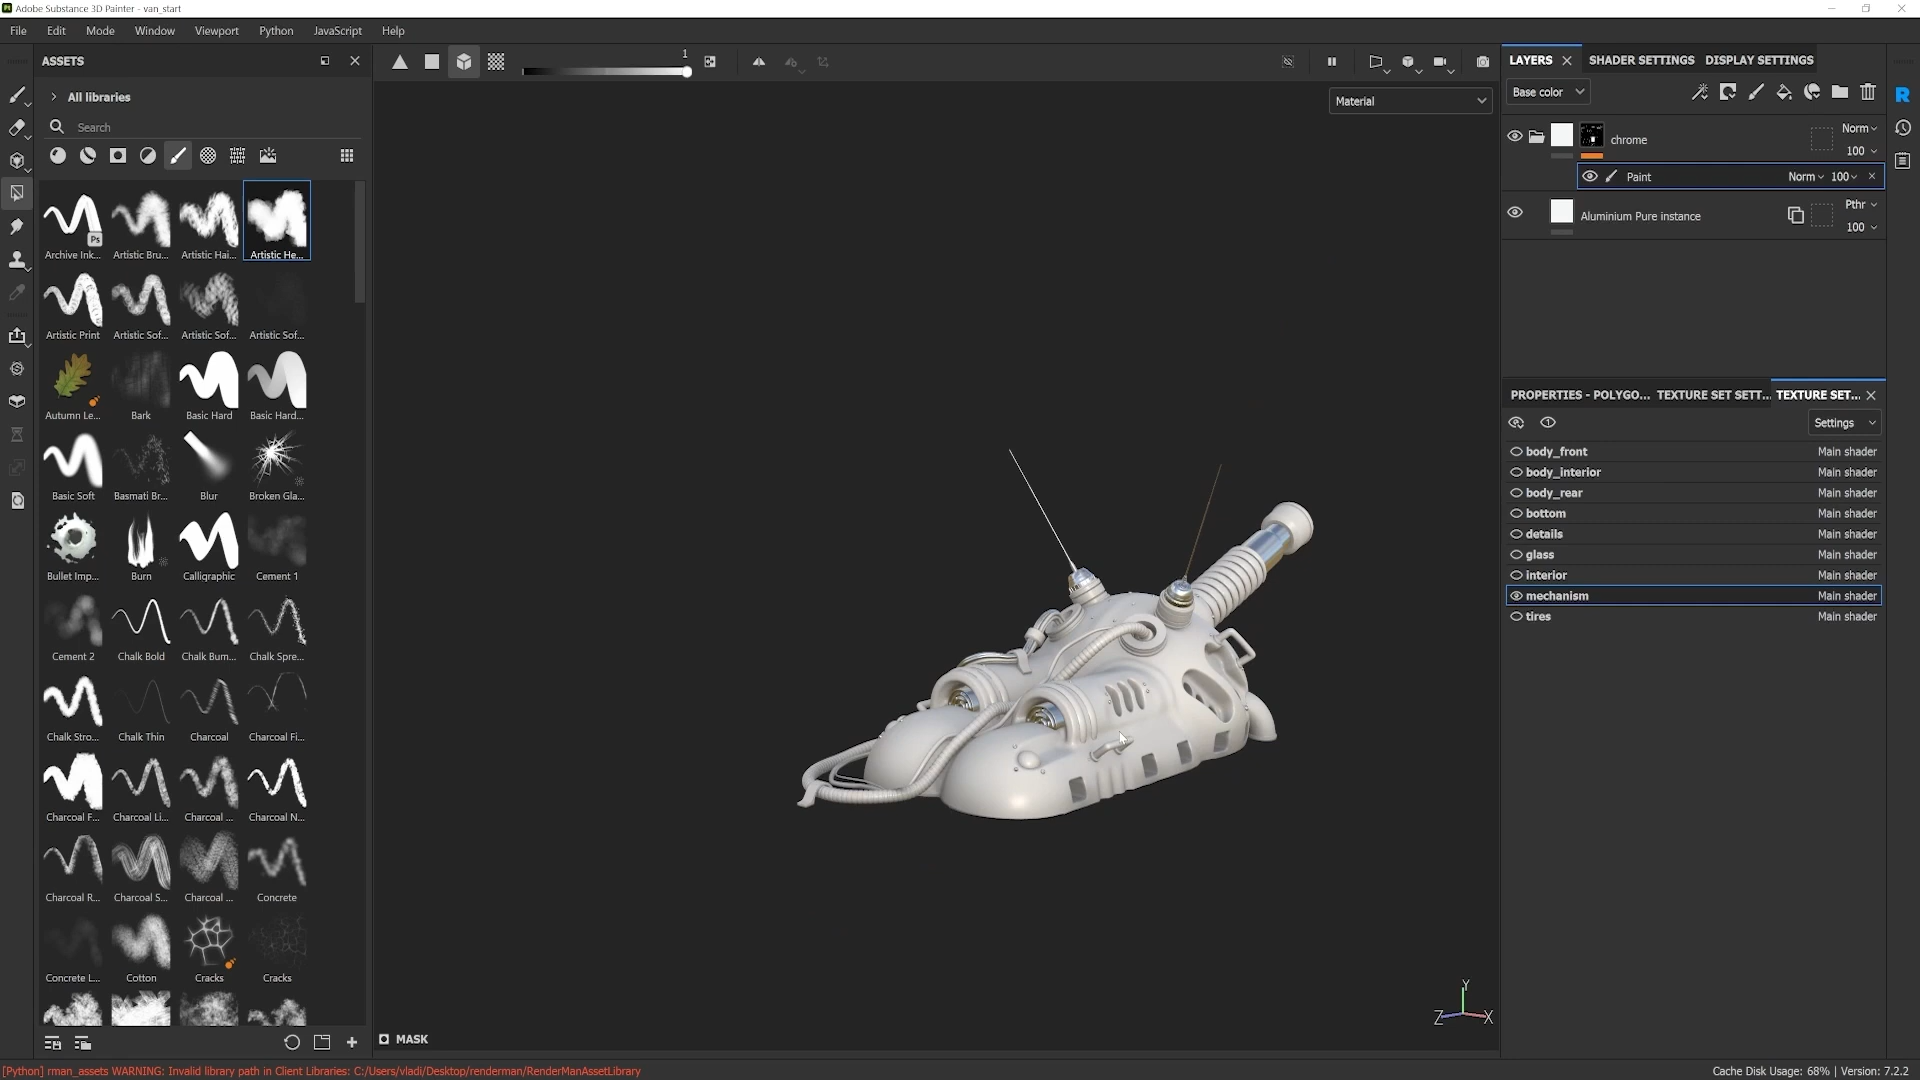 Adobe Substance 3D Painter - van_start
File Edit Mode Window Viewport Python JavaScript Help
ASSETS
All libraries
Search
Archive Ink... Artistic Bru... Artistic Hai... Artistic He...
Ps
Artistic Print Artistic Sof... Artistic Sof... Artistic Sof...
Autumn Le... Bark Basic Hard Basic Hard...
Basic Soft Basmati Br... Blur Broken Gla...
Bullet Imp... Burn Calligraphic Cement 1
Cement 2 Chalk Bold Chalk Bum... Chalk Spre...
Chalk Stro... Chalk Thin Charcoal Charcoal Fi...
Charcoal F... Charcoal Li... Charcoal ... Charcoal N...
Charcoal R... Charcoal S... Charcoal ... Concrete
Concrete L... Cotton Cracks Cracks
1
Material
Y
Z X
MASK
LAYERS SHADER SETTINGS DISPLAY SETTINGS
Base color
chrome Norm
100
Paint Norm 100
Aluminium Pure instance Pthr
100
PROPERTIES - POLYGO... TEXTURE SET SETT... TEXTURE SET...
Settings
body_front Main shader
body_interior Main shader
body_rear Main shader
bottom Main shader
details Main shader
glass Main shader
interior Main shader
mechanism Main shader
tires Main shader
R
[Python] rman_assets WARNING: Invalid library path in Client Libraries: C:/Users/vladi/Desktop/renderman/RenderManAssetLibrary
Cache Disk Usage: 68% | Version: 7.2.2